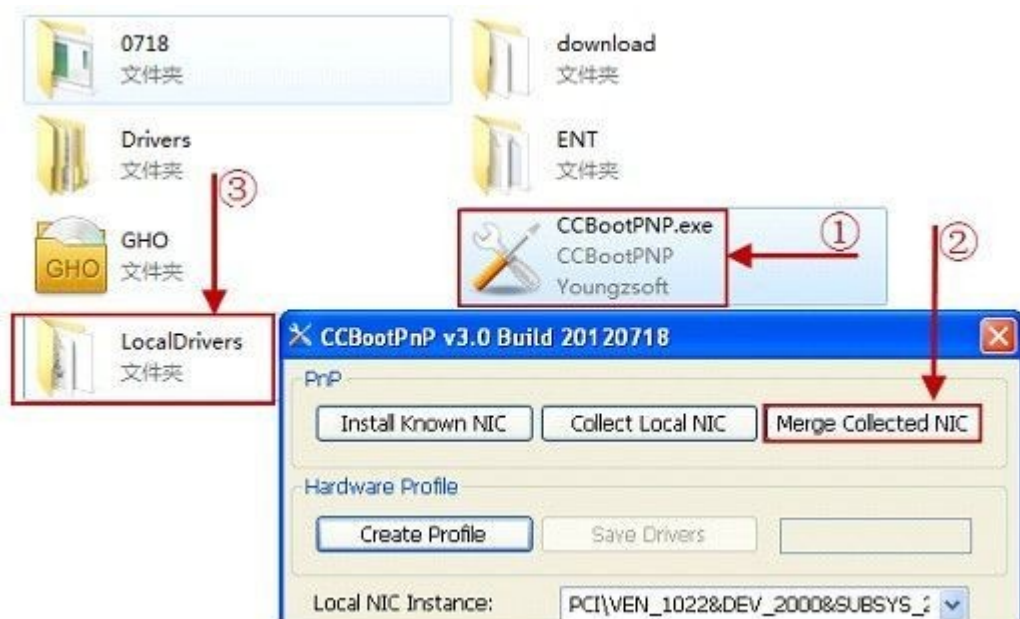 0718
文件夹
download
文件夹
Drivers
文件夹
ENT
文件夹
③
GHO
GHO
文件夹
CCBootPNP.exe
CCBootPNP
Youngzsoft
①
②
LocalDrivers
文件夹
CCBootPnP v3.0 Build 20120718
PnP
Install Known NIC
Collect Local NIC
Merge Collected NIC
Hardware Profile
Create Profile
Save Drivers
Local NIC Instance:
PCI\VEN_1022&DEV_2000&SUBSYS_2